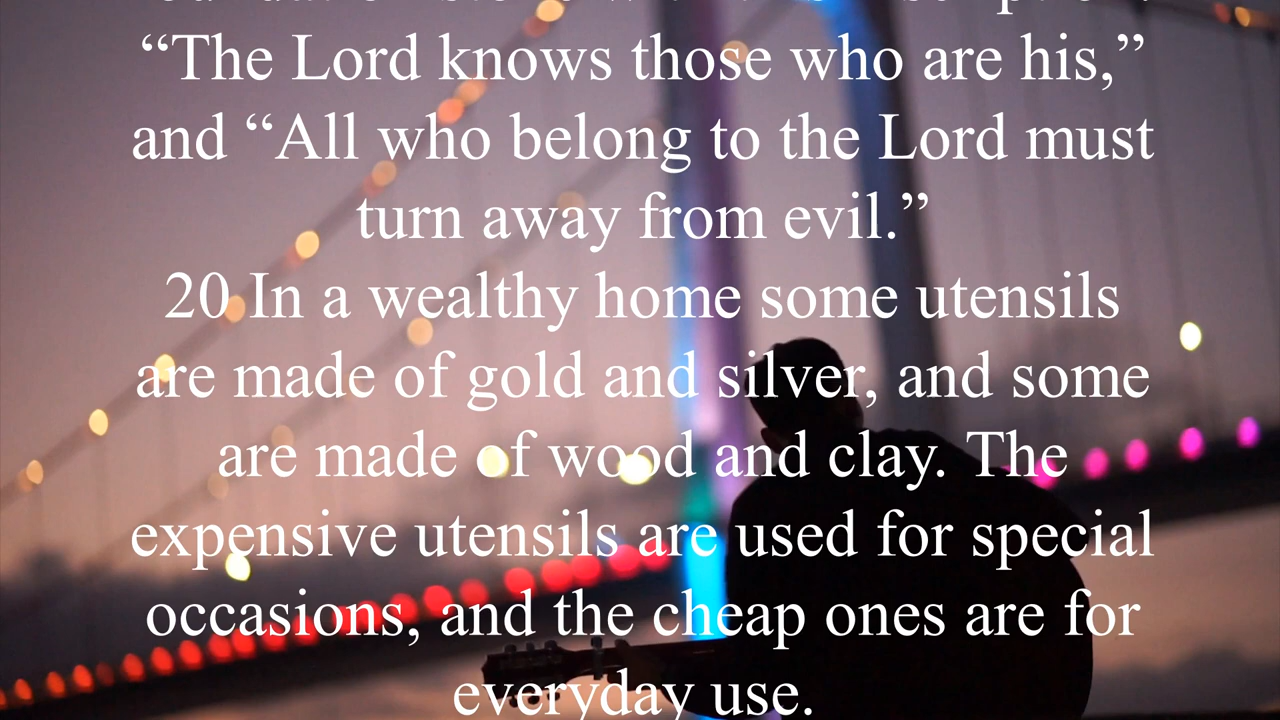 “The Lord knows those who are his,”
and “All who belong to the Lord must
turn away from evil.”
20 In a wealthy home some utensils
are made of gold and silver, and some
are made of wood and clay. The
expensive utensils are used for special
occasions, and the cheap ones are for
everyday use.